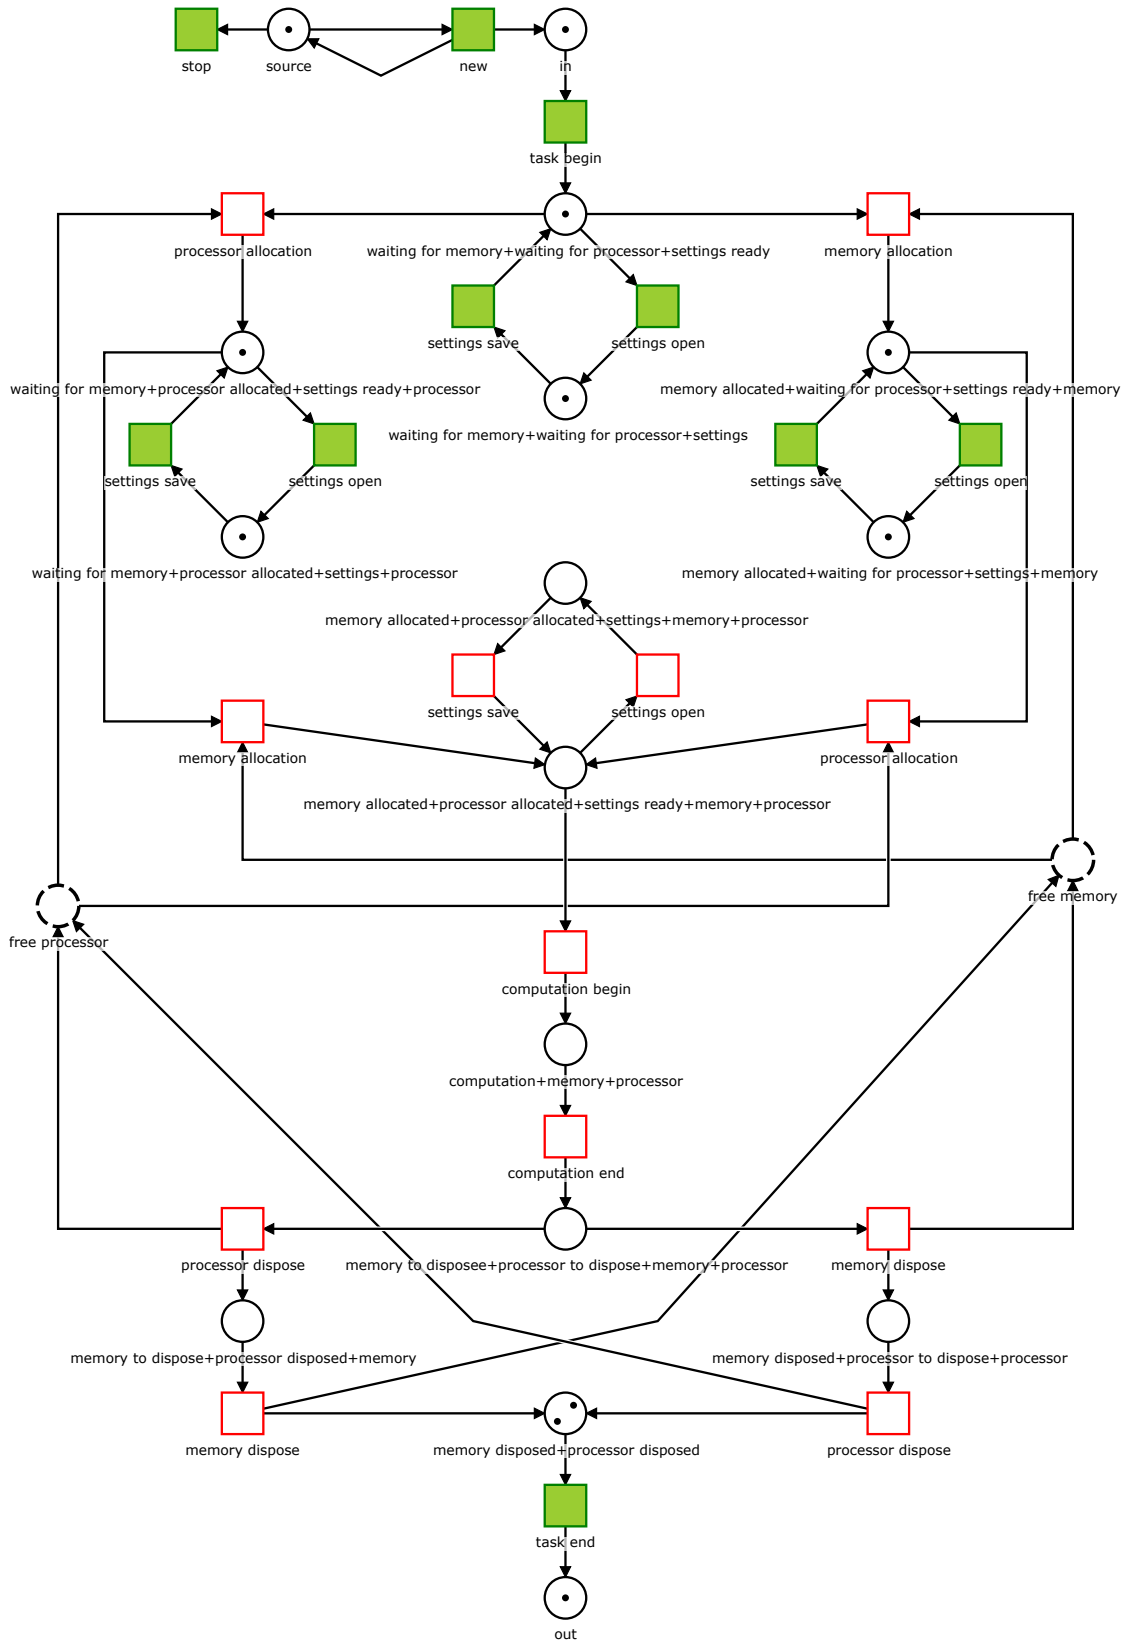 stop
source
new
in
task begin
processor allocation
waiting for memory+waiting for processor+settings ready
memory allocation
settings save
settings open
waiting for memory+processor allocated+settings ready+processor
memory allocated+waiting for processor+settings ready+memory
waiting for memory+waiting for processor+settings
settings save
settings open
settings save
settings open
waiting for memory+processor allocated+settings+processor
memory allocated+waiting for processor+settings+memory
memory allocated+processor allocated+settings+memory+processor
settings save
settings open
memory allocation
processor allocation
memory allocated+processor allocated+settings ready+memory+processor
free memory
free processor
computation begin
computation+memory+processor
computation end
processor dispose
memory to disposee+processor to dispose+memory+processor
memory dispose
memory to dispose+processor disposed+memory
memory disposed+processor to dispose+processor
memory dispose
memory disposed+processor disposed
processor dispose
task end
out